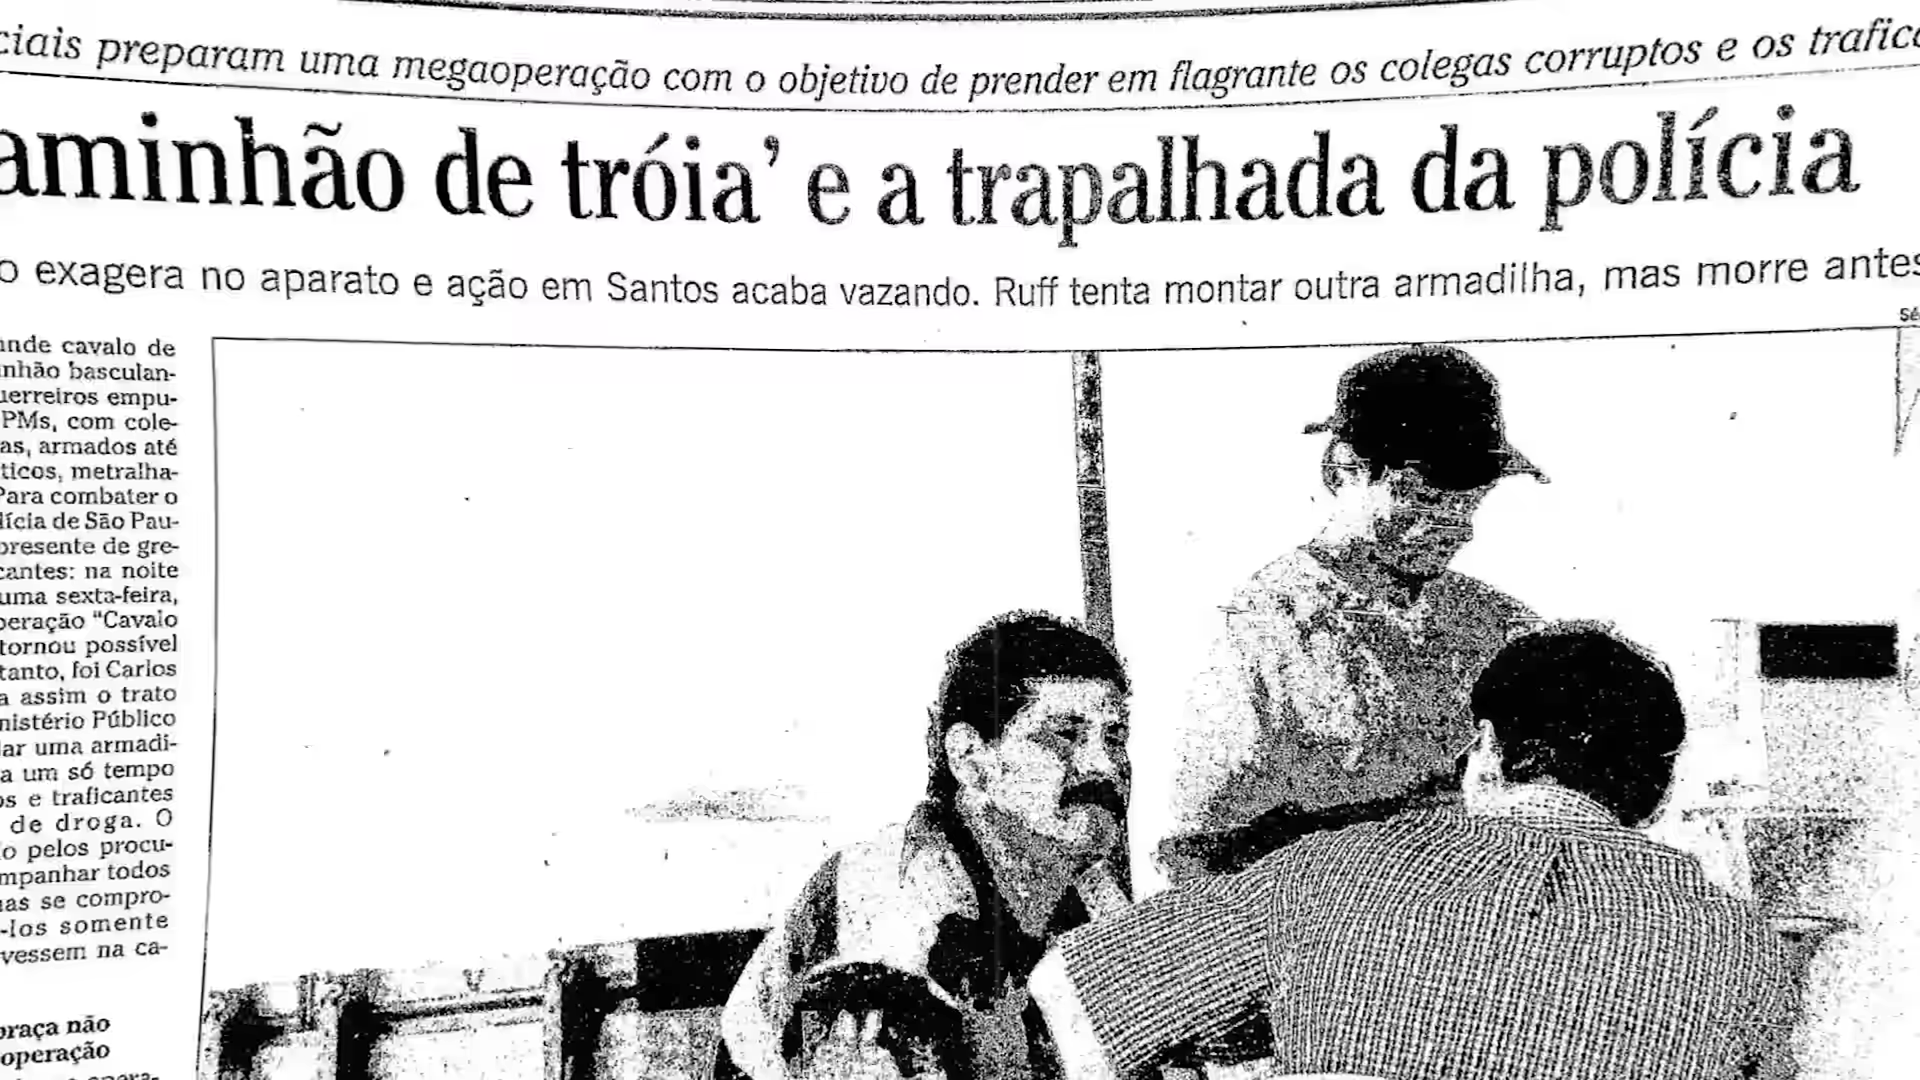 ciais preparam uma megaoperação com o objetivo de prender em flagrante os colegas corruptos e os trafica
aminhão de tróia' e a trapalhada da polícia
o exagera no aparato e ação em Santos acaba vazando. Ruff tenta montar outra armadilha, mas morre antes
Sé
ande cavalo de
nhão basculan-
uerreiros empu-
PMs, com cole-
as, armados até
ticos, metralha-
Para combater o
lícia de São Pau-
presente de gre-
cantes: na noite
uma sexta-feira,
peração "Cavalo
tornou possível
tanto, foi Carlos
a assim o trato
nistério Público
lar uma armadi-
a um só tempo
os e traficantes
de droga. O
o pelos procu-
mpanhar todos
nas se compro-
-los somente
vessem na ca-
praça não
operação